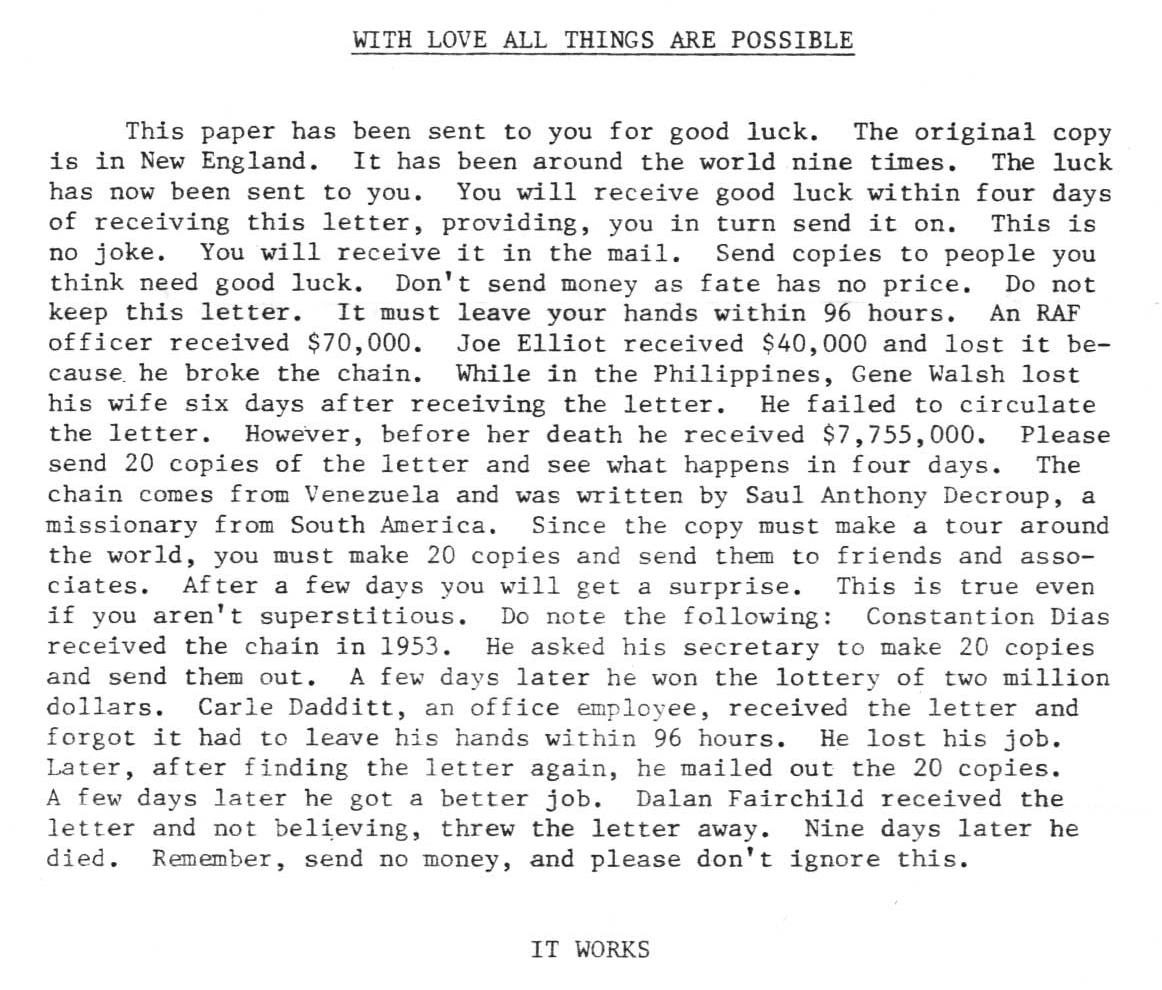 WITH LOVE ALL THINGS ARE POSSIBLE
This paper has been sent to you for good luck. The original copy
is in New England. It has been around the world nine times. The luck
has now been sent to you. You will receive good luck within four days
of receiving this letter, providing, you in turn send it on. This is
no joke. You will receive it in the mail. Send copies to people you
think need good luck. Don't send money as fate has no price. Do not
keep this letter. It must leave your hands within 96 hours. An RAF
officer received $70,000. Joe Elliot received $40,000 and lost it be-
cause he broke the chain. While in the Philippines, Gene Walsh lost
his wife six days after receiving the letter. He failed to circulate
the letter. However, before her death he received $7,755,000. Please
send 20 copies of the letter and see what happens in four days. The
chain comes from Venezuela and was written by Saul Anthony Decroup, a
missionary from South America. Since the copy must make a tour around
the world, you must make 20 copies and send them to friends and asso-
ciates. After a few days you will get a surprise. This is true even
if you aren't superstitious. Do note the following: Constantion Dias
received the chain in 1953. He asked his secretary to make 20 copies
and send them out. A few days later he won the lottery of two million
dollars. Carle Dadditt, an office employee, received the letter and
forgot it had to leave his hands within 96 hours. He lost his job.
Later, after finding the letter again, he mailed out the 20 copies.
A few days later he got a better job. Dalan Fairchild received the
letter and not believing, threw the letter away. Nine days later he
died. Remember, send no money, and please don't ignore this.
IT WORKS